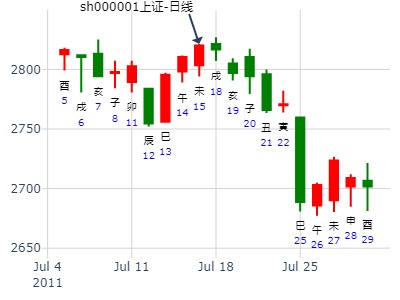 sh000001上证-日线
2800
2750
2700
2650
酉
5
戌
6
亥
7
子
8
卯
11
辰
12
巳
13
午
14
未
15
戌
18
亥
19
子
20
丑
21
寅
22
巳
25
午
26
未
27
申
28
酉
29
Jul 4
2011
Jul 11
Jul 18
Jul 25